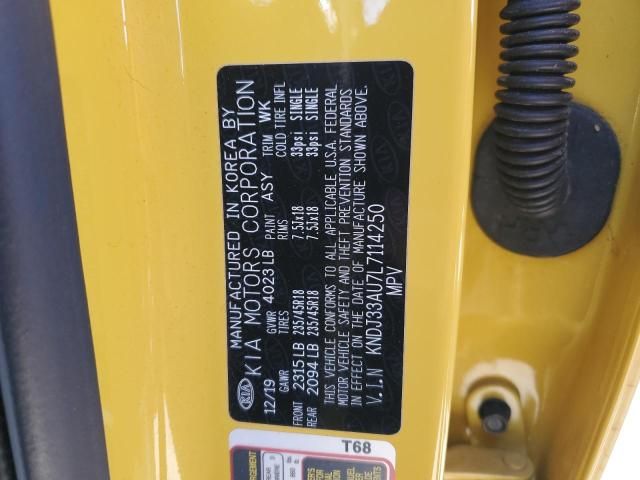 MANUFACTURED IN KOREA BY
KIA MOTORS CORPORATION
12/19 GVWR 4023 LB PAINT ASY TRIM WK
GAWR TIRES RIMS COLD TIRE INFL
FRONT 2315 LB 235/45R18 7.5Jx18 33psi SINGLE
REAR 2094 LB 235/45R18 7.5Jx18 33psi SINGLE
THIS VEHICLE CONFORMS TO ALL APPLICABLE U.S.A. FEDERAL
MOTOR VEHICLE SAFETY AND THEFT PREVENTION STANDARDS
IN EFFECT ON THE DATE OF MANUFACTURE SHOWN ABOVE.
V.I.N KNDJ33AU7L7114250
MPV
KIA
T68